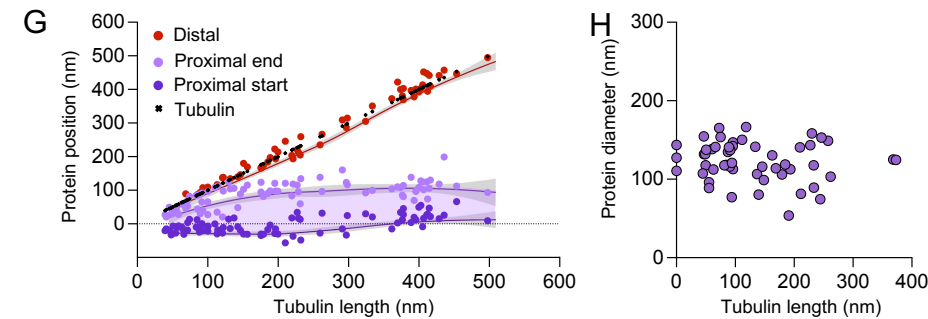 G
600
500
400
300
200
100
0
Protein position (nm)
Distal
Proximal end
Proximal start
Tubulin
0 100 200 300 400 500 600
Tubulin length (nm)
H
300
200
100
0
Protein diameter (nm)
0 100 200 300 400
Tubulin length (nm)